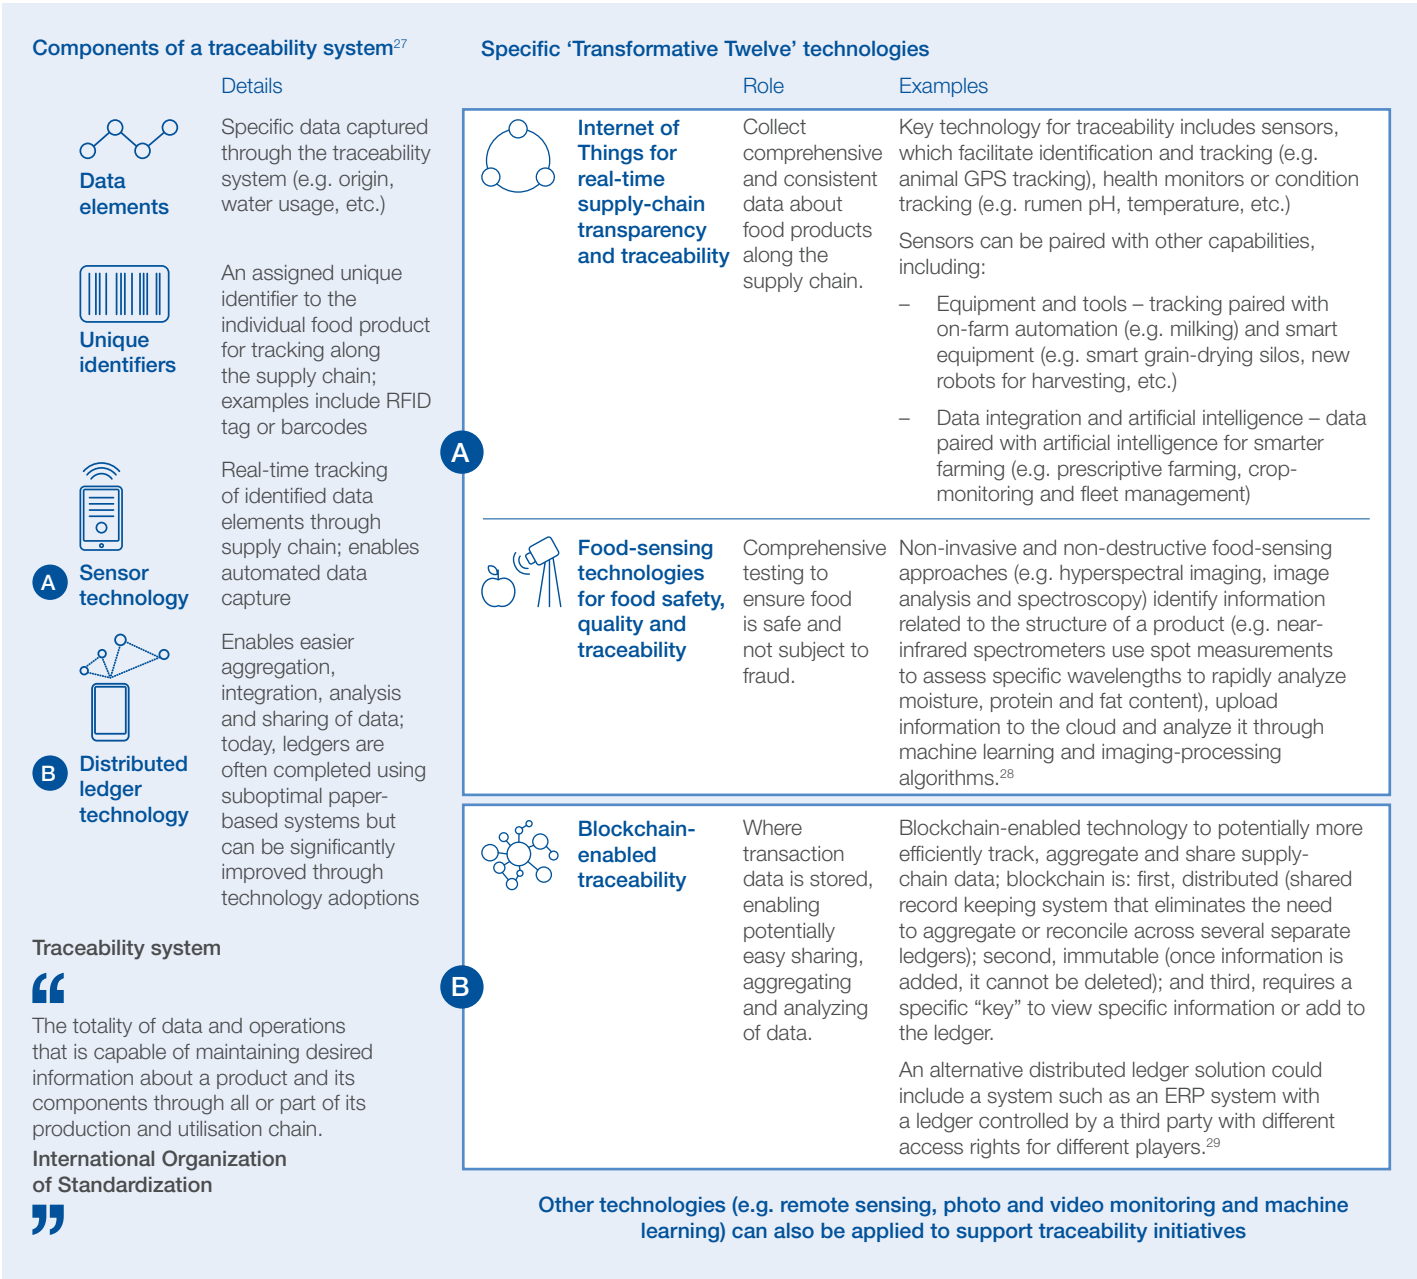 Components of a traceability system27
Details
Data
elements
Specific data captured
through the traceability
system (e.g. origin,
water usage, etc.)
Unique
identifiers
An assigned unique
identifier to the
individual food product
for tracking along
the supply chain;
examples include RFID
tag or barcodes
A
Sensor
technology
Real-time tracking
of identified data
elements through
supply chain; enables
automated data
capture
B
Distributed
ledger
technology
Enables easier
aggregation,
integration, analysis
and sharing of data;
today, ledgers are
often completed using
suboptimal paper-
based systems but
can be significantly
improved through
technology adoptions
Traceability system
“
The totality of data and operations
that is capable of maintaining desired
information about a product and its
components through all or part of its
production and utilisation chain.
International Organization
of Standardization
”
Specific ‘Transformative Twelve’ technologies
Role
Examples
A
Internet of
Things for
real-time
supply-chain
transparency
and traceability
Collect
comprehensive
and consistent
data about
food products
along the
supply chain.
Key technology for traceability includes sensors,
which facilitate identification and tracking (e.g.
animal GPS tracking), health monitors or condition
tracking (e.g. rumen pH, temperature, etc.)
Sensors can be paired with other capabilities,
including:
– Equipment and tools – tracking paired with
on-farm automation (e.g. milking) and smart
equipment (e.g. smart grain-drying silos, new
robots for harvesting, etc.)
– Data integration and artificial intelligence – data
paired with artificial intelligence for smarter
farming (e.g. prescriptive farming, crop-
monitoring and fleet management)
Food-sensing
technologies
for food safety,
quality and
traceability
Comprehensive
testing to
ensure food
is safe and
not subject to
fraud.
Non-invasive and non-destructive food-sensing
approaches (e.g. hyperspectral imaging, image
analysis and spectroscopy) identify information
related to the structure of a product (e.g. near-
infrared spectrometers use spot measurements
to assess specific wavelengths to rapidly analyze
moisture, protein and fat content), upload
information to the cloud and analyze it through
machine learning and imaging-processing
algorithms.28
B
Blockchain-
enabled
traceability
Where
transaction
data is stored,
enabling
potentially
easy sharing,
aggregating
and analyzing
of data.
Blockchain-enabled technology to potentially more
efficiently track, aggregate and share supply-
chain data; blockchain is: first, distributed (shared
record keeping system that eliminates the need
to aggregate or reconcile across several separate
ledgers); second, immutable (once information is
added, it cannot be deleted); and third, requires a
specific “key” to view specific information or add to
the ledger.
An alternative distributed ledger solution could
include a system such as an ERP system with
a ledger controlled by a third party with different
access rights for different players.29
Other technologies (e.g. remote sensing, photo and video monitoring and machine
learning) can also be applied to support traceability initiatives